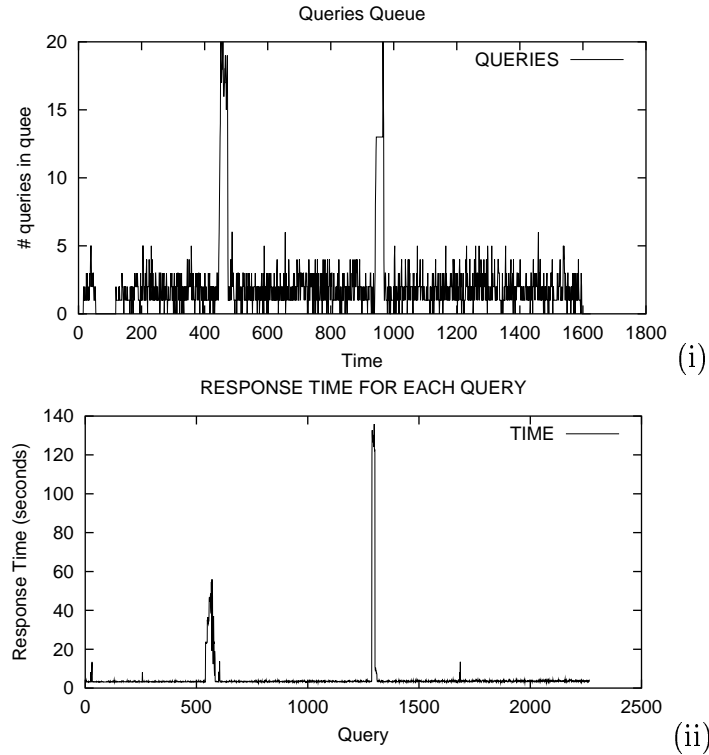 Queries Queue
QUERIES
# queries in quee
20
15
10
5
0
0 200 400 600 800 1000 1200 1400 1600 1800
Time
(i)
RESPONSE TIME FOR EACH QUERY
TIME
Response Time (seconds)
140
120
100
80
60
40
20
0
0 500 1000 1500 2000 2500
Query
(ii)